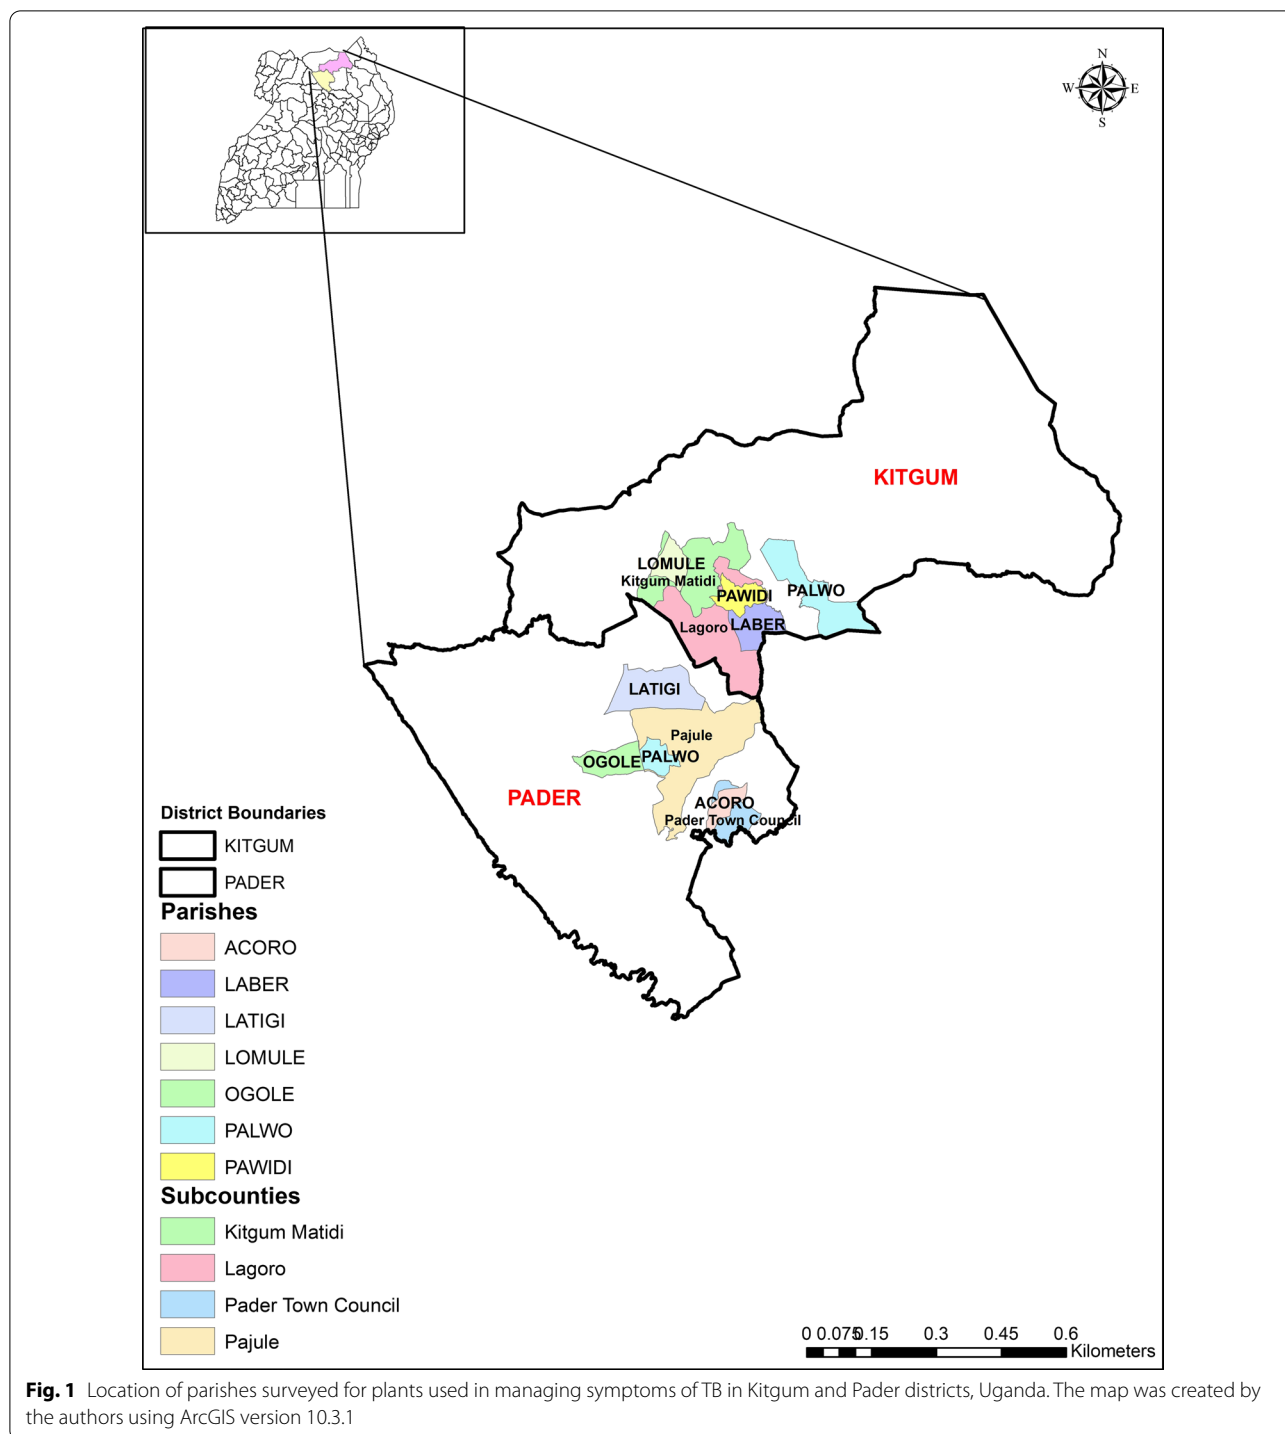 N
W E
S
KITGUM
LOMULE
Kitgum Matidi
PALWO
PAWIDI
Lagoro
LABER
LATIGI
Pajule
PALWO
OGOLE
PADER
ACORO
Pader Town Council
District Boundaries
KITGUM
PADER
Parishes
ACORO
LABER
LATIGI
LOMULE
OGOLE
PALWO
PAWIDI
Subcounties
Kitgum Matidi
Lagoro
Pader Town Council
Pajule
0 0.075 0.15 0.3 0.45 0.6
Kilometers
Fig. 1 Location of parishes surveyed for plants used in managing symptoms of TB in Kitgum and Pader districts, Uganda. The map was created by
the authors using ArcGIS version 10.3.1